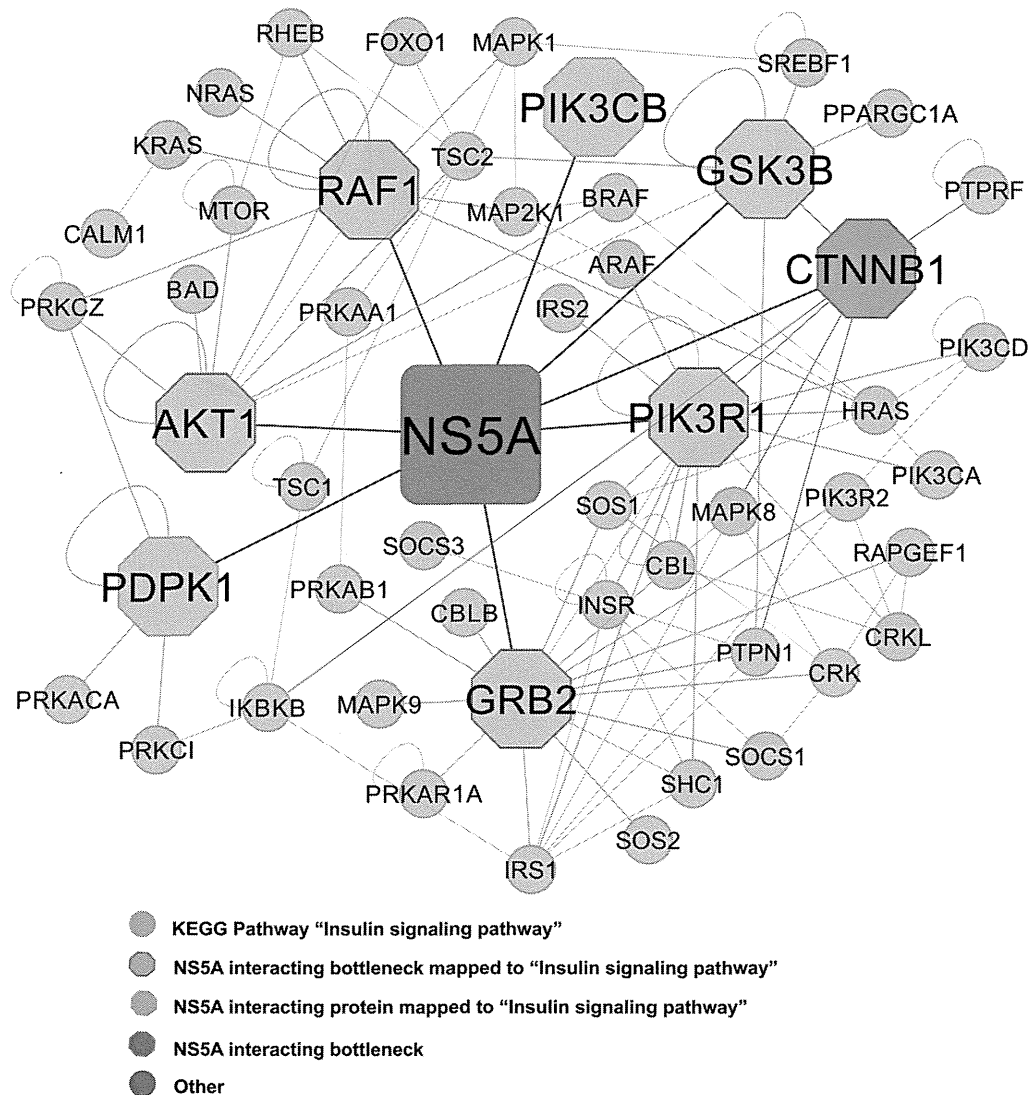 RHEB
FOXO1
MAPK1
SREBF1
NRAS
PIK3CB
PPARGC1A
KRAS
TSC2
GSK3B
RAF1
BRAF
PTPRF
MTOR
MAP2K1
CALM1
ARAF
CTNNB1
BAD
PRKCZ
PRKAA1
IRS2
PIK3CD
AKT1
NS5A
PIK3R1
HRAS
PIK3CA
TSC1
SOS1
MAPK8
PIK3R2
SOCS3
CBL
RAPGEF1
PDPK1
PRKAB1
CBLB
INSR
CRKL
PTPN1
CRK
PRKACA
IKBKB
MAPK9
GRB2
PRKCI
SOCS1
PRKAR1A
SHC1
SOS2
IRS1
KEGG Pathway “Insulin signaling pathway”
NS5A interacting bottleneck mapped to “Insulin signaling pathway”
NS5A interacting protein mapped to “Insulin signaling pathway”
NS5A interacting bottleneck
Other